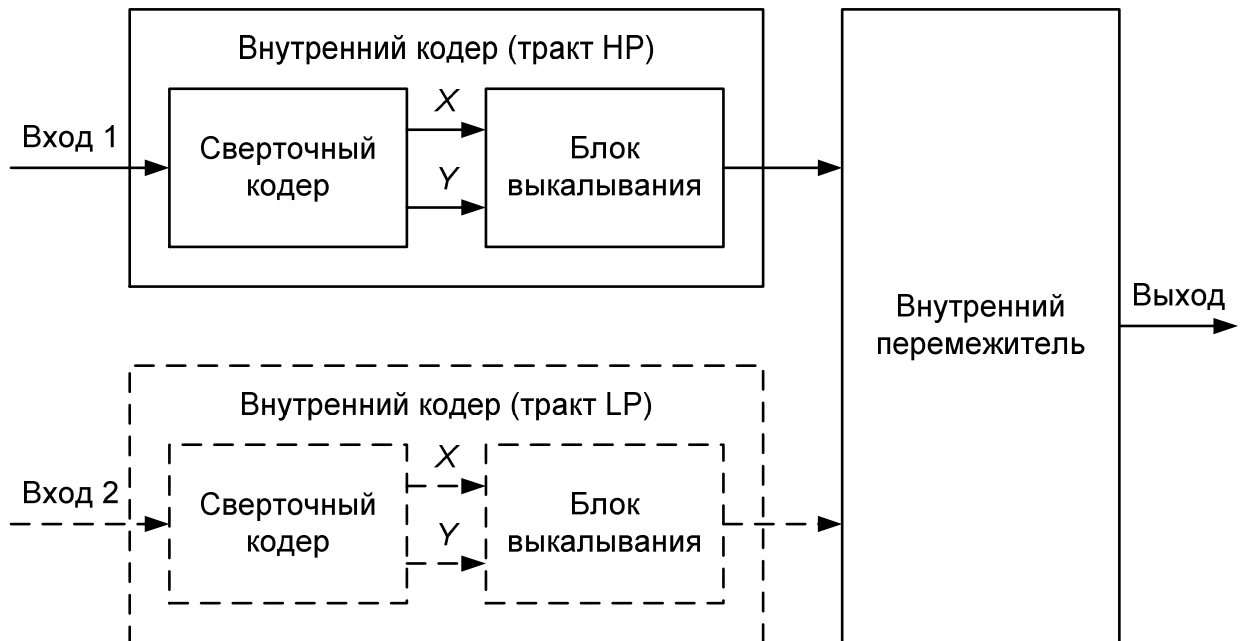 Внутренний кодер (тракт HP)
Вход 1
Сверточный
кодер
X
Y
Блок
выкалывания
Внутренний кодер (тракт LP)
Вход 2
Сверточный
кодер
X
Y
Блок
выкалывания
Внутренний
перемежитель
Выход